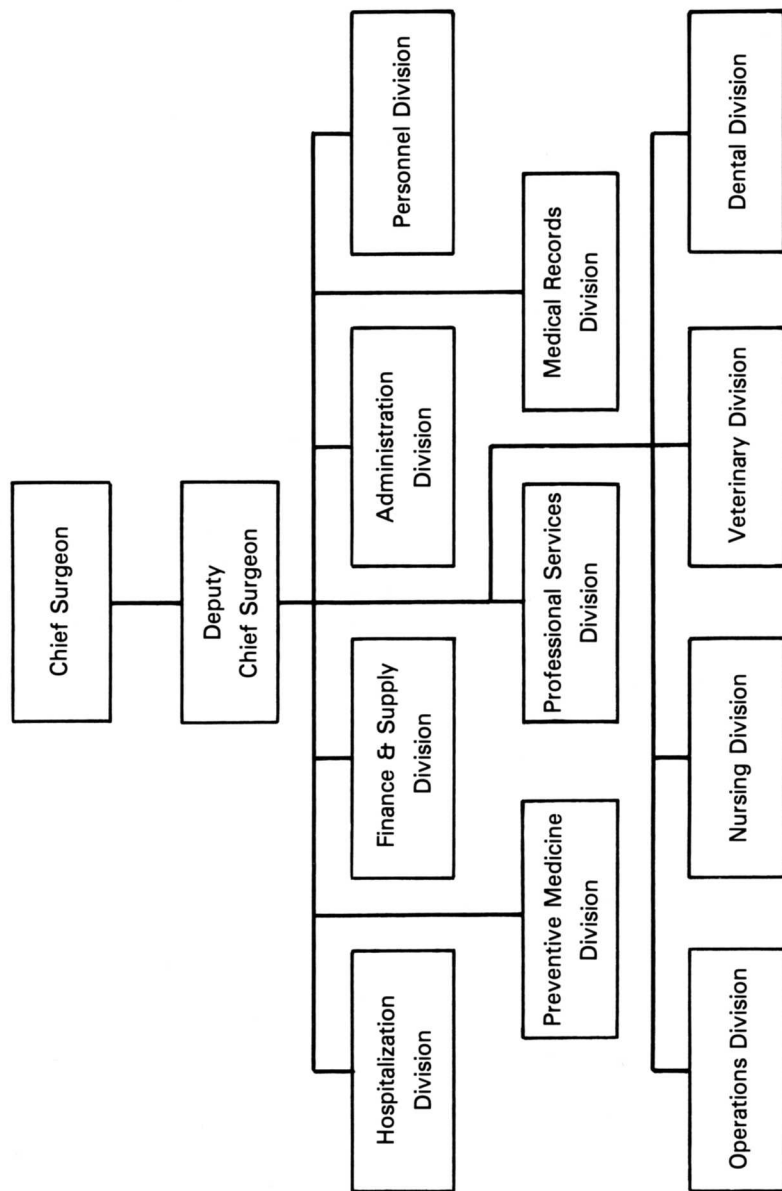 Chief Surgeon
Deputy
Chief Surgeon
Hospitalization
Division
Finance & Supply
Division
Administration
Division
Personnel Division
Preventive Medicine
Division
Professional Services
Division
Medical Records
Division
Operations Division
Nursing Division
Veterinary Division
Dental Division